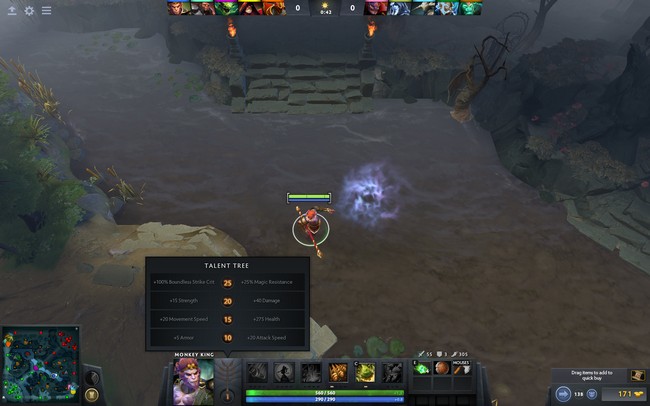 0 0:42 0
TALENT TREE
+100% Boundless Strike Crit 25 +25% Magic Resistance
+15 Strength 20 +40 Damage
+20 Movement Speed 15 +275 Health
+5 Armor 10 +20 Attack Speed
MONKEY KING
55 3 305
560 / 560
290 / 290
Drag items to add to
quick buy
138 171